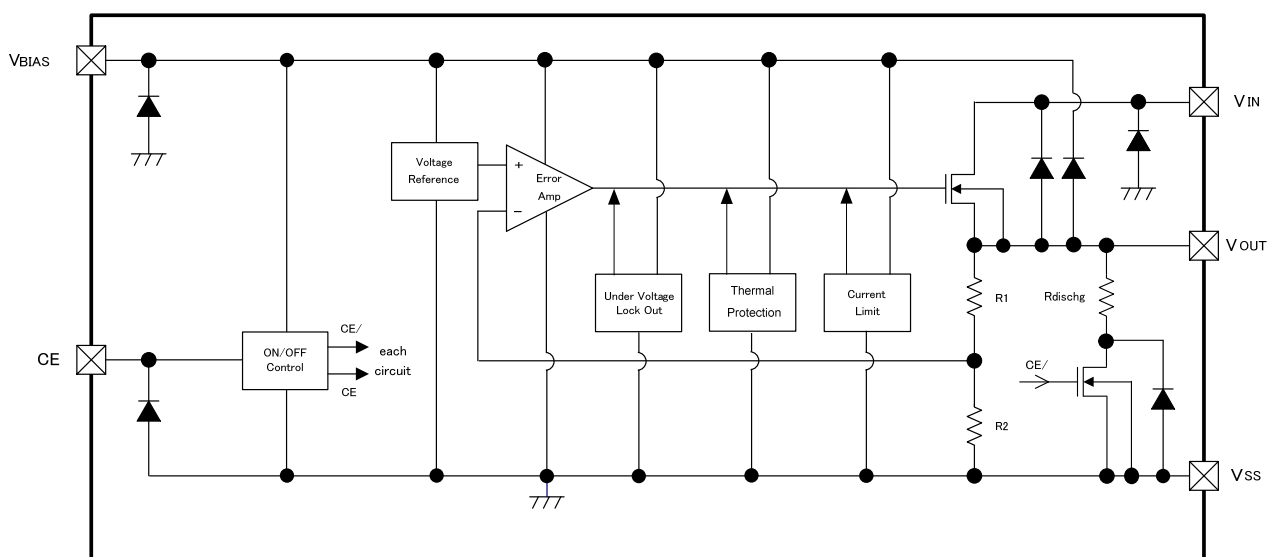 VBIAS
VIN
Voltage
Reference
+
Error
Amp
−
VOUT
Under Voltage
Lock Out
Thermal
Protection
Current
Limit
R1
Rdischg
CE
ON/OFF
Control
CE/
each
circuit
CE
CE/
R2
VSS